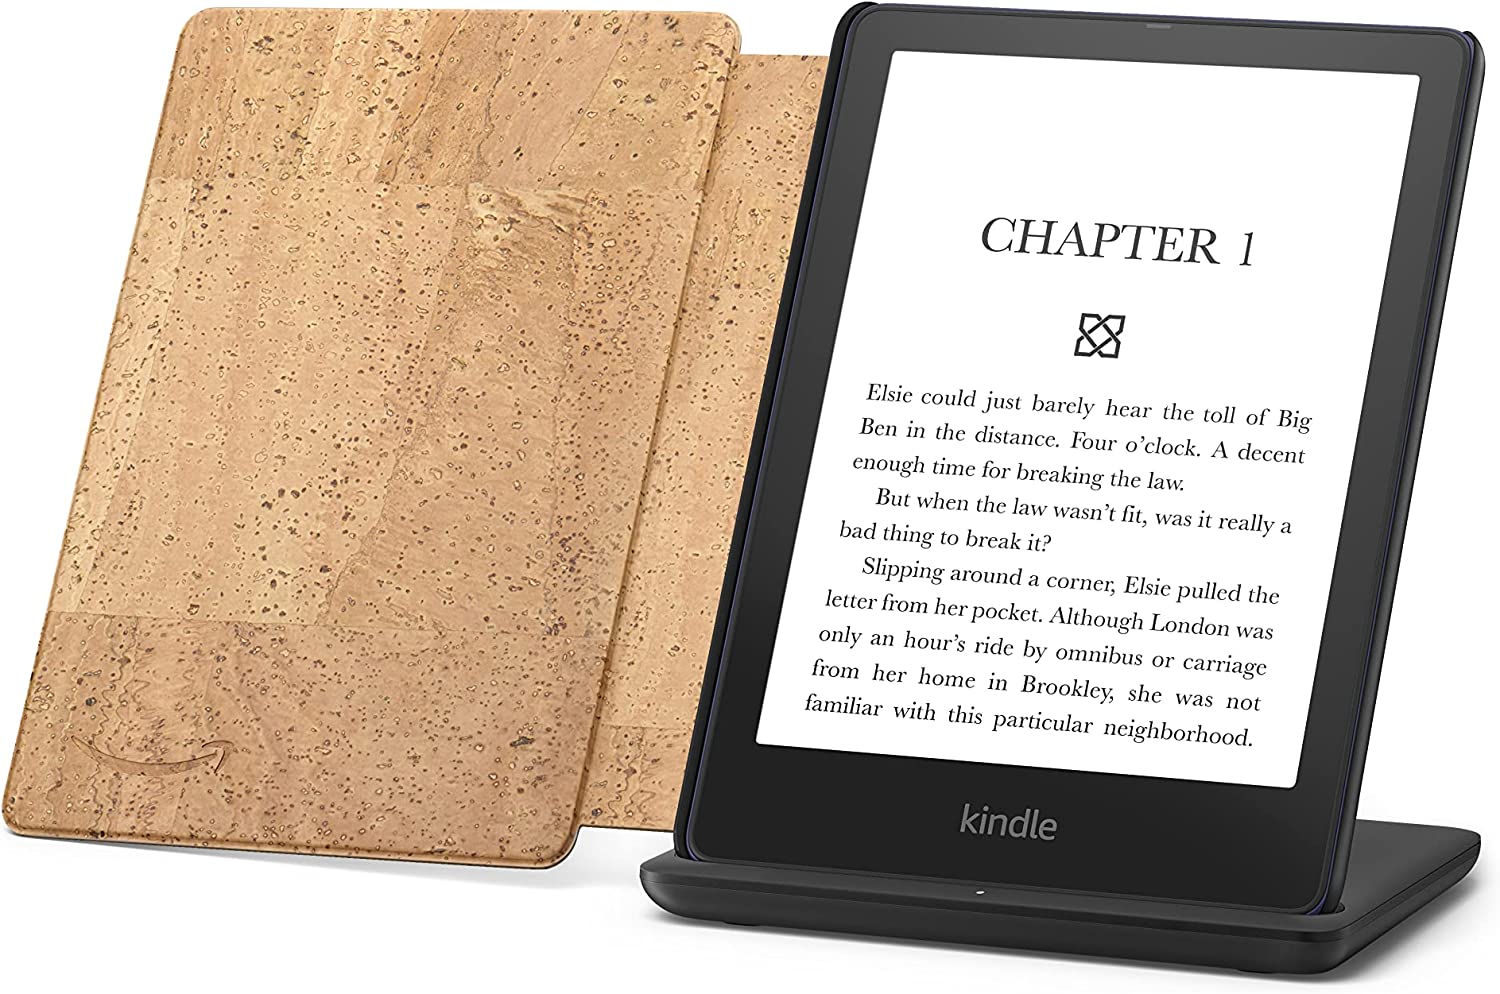 CHAPTER 1
Elsie could just barely hear the toll of Big
Ben in the distance. Four o’clock. A decent
enough time for breaking the law.
But when the law wasn’t fit, was it really a
bad thing to break it?
Slipping around a corner, Elsie pulled the
letter from her pocket. Although London was
only an hour’s ride by omnibus or carriage
from her home in Brookley, she was not
familiar with this particular neighborhood.
kindle